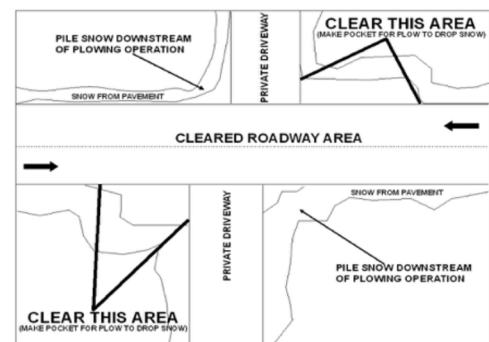 PILE SNOW DOWNSTREAM
OF PLOWING OPERATION
SNOW FROM PAVEMENT
PRIVATE DRIVEWAY
CLEAR THIS AREA
(MAKE POCKET FOR PLOW TO DROP SNOW)
CLEARED ROADWAY AREA
PRIVATE DRIVEWAY
SNOW FROM PAVEMENT
PILE SNOW DOWNSTREAM
OF PLOWING OPERATION
CLEAR THIS AREA
(MAKE POCKET FOR PLOW TO DROP SNOW)